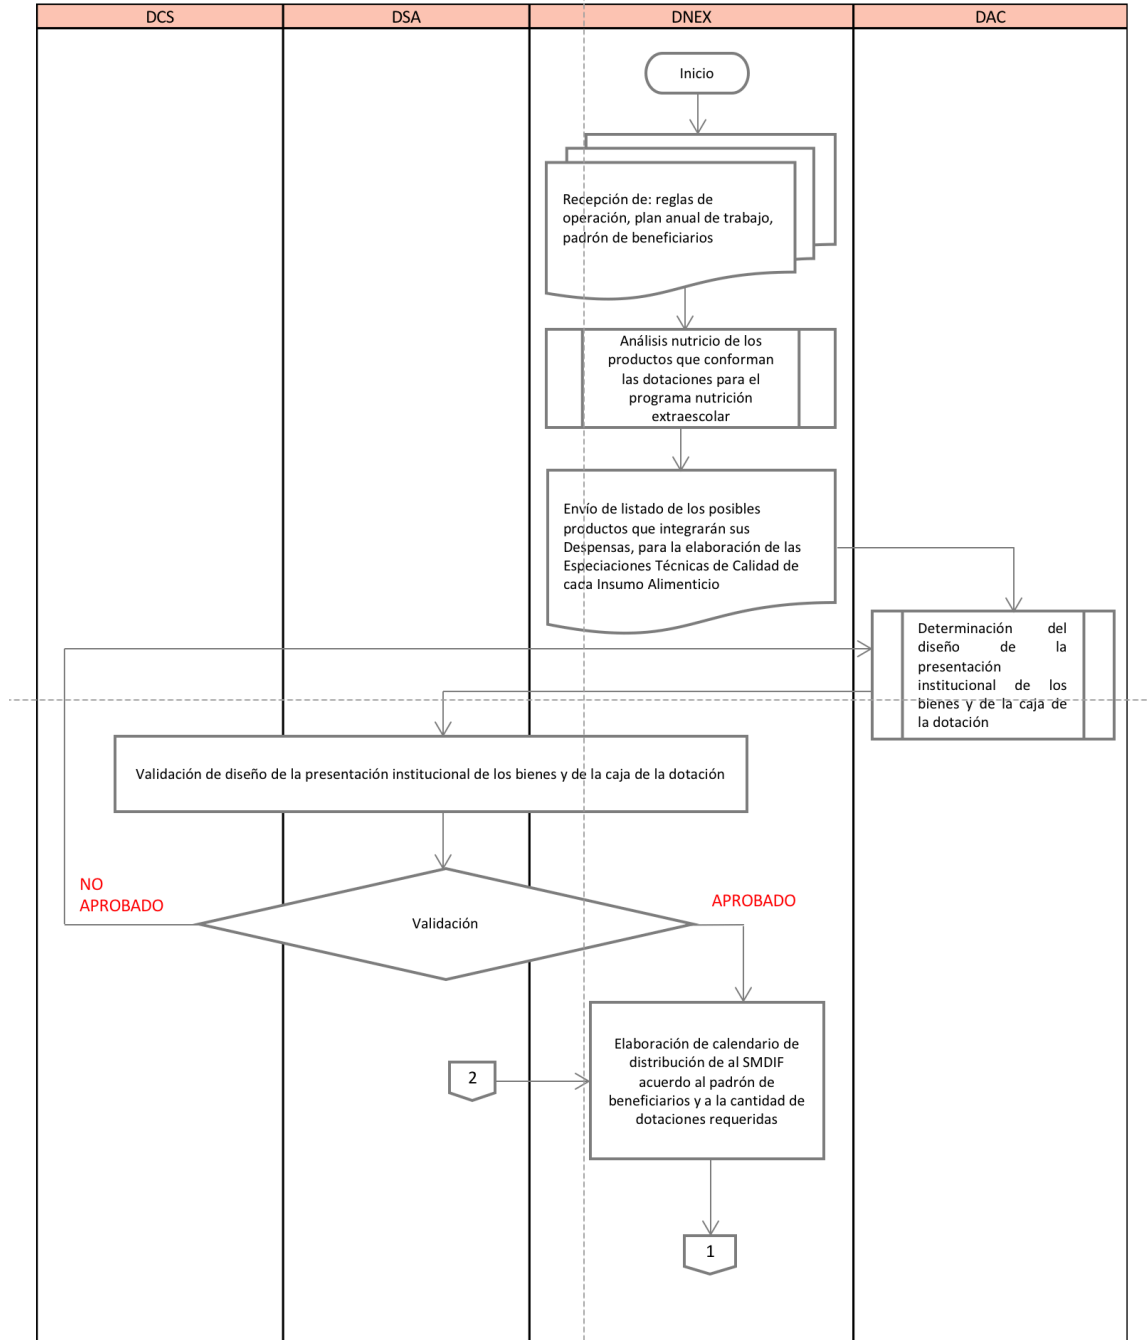 DCS
DSA
DNEX
DAC
Inicio
Recepción de: reglas de
operación, plan anual de trabajo,
padrón de beneficiarios
Análisis nutricio de los
productos que conforman
las dotaciones para el
programa nutrición
extraescolar
Envío de listado de los posibles
productos que integrarán sus
Despensas, para la elaboración de las
Especiaciones Técnicas de Calidad de
cada Insumo Alimenticio
Determinación del
diseño de la
presentación
institucional de los
bienes y de la caja de
la dotación
Validación de diseño de la presentación institucional de los bienes y de la caja de la dotación
NO
APROBADO
Validación
APROBADO
Elaboración de calendario de
distribución de al SMDIF
acuerdo al padrón de
beneficiarios y a la cantidad de
dotaciones requeridas
2
1